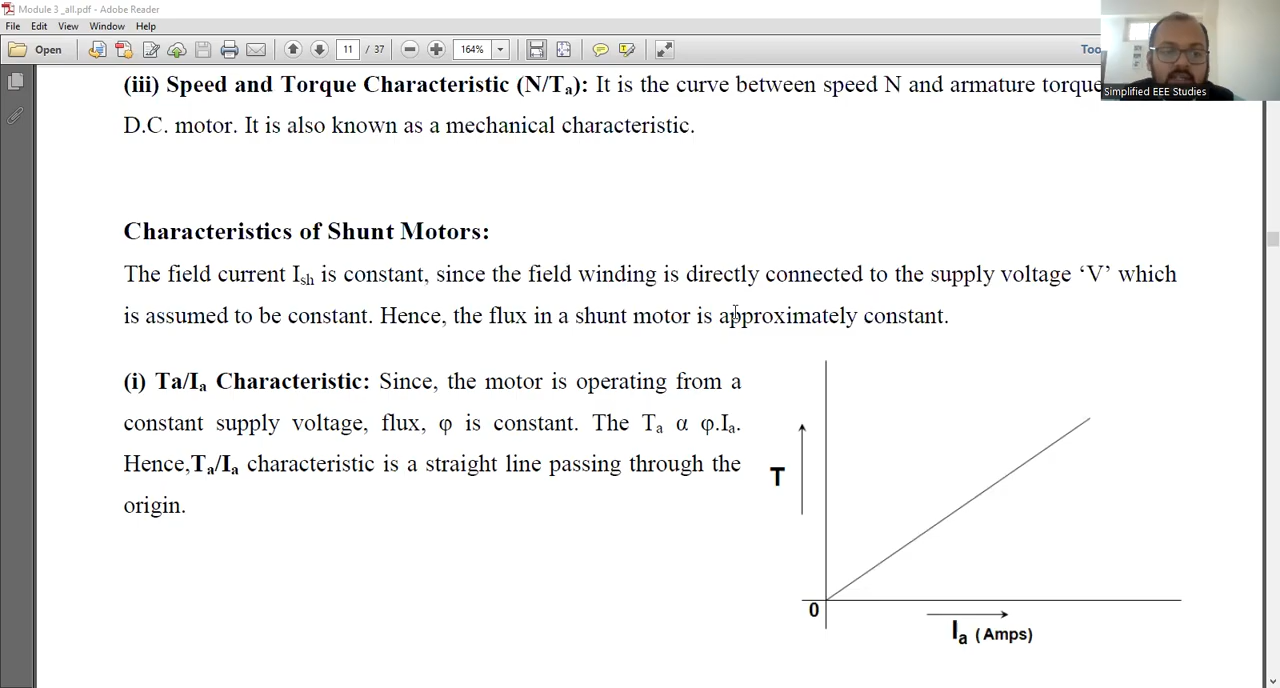 Module 3 _all.pdf - Adobe Reader
File Edit View Window Help
Open 11 / 37 164% Too
Simplified EEE Studies
(iii) Speed and Torque Characteristic (N/Ta): It is the curve between speed N and armature torque
D.C. motor. It is also known as a mechanical characteristic.
Characteristics of Shunt Motors:
The field current Ish is constant, since the field winding is directly connected to the supply voltage ‘V’ which
is assumed to be constant. Hence, the flux in a shunt motor is approximately constant.
(i) Ta/Ia Characteristic: Since, the motor is operating from a
constant supply voltage, flux, φ is constant. The Ta α φ.Ia.
Hence,Ta/Ia characteristic is a straight line passing through the
origin.
T
0
Ia (Amps)